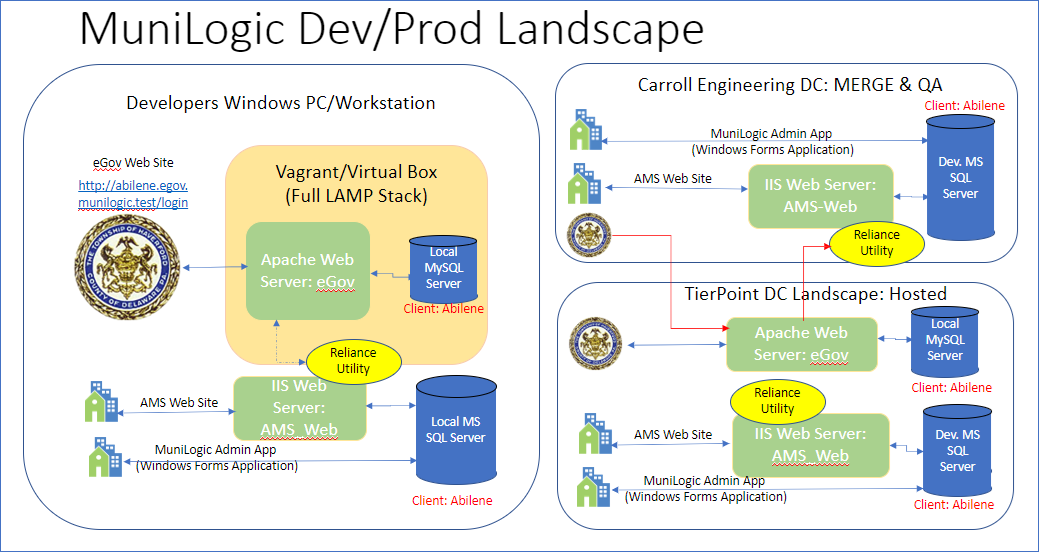 MuniLogic Dev/Prod Landscape
Developers Windows PC/Workstation
eGov Web Site
http://abilene.egov.
munilogic.test/login
THE TOWNSHIP OF HAVERFORD
COUNTY OF DELAWARE PA.
Vagrant/Virtual Box
(Full LAMP Stack)
Apache Web
Server: eGov
Local
MySQL
Server
Client: Abilene
Reliance
Utility
IIS Web
Server:
AMS_Web
AMS Web Site
MuniLogic Admin App
(Windows Forms Application)
Local MS
SQL Server
Client: Abilene
Carroll Engineering DC: MERGE & QA
Client: Abilene
MuniLogic Admin App
(Windows Forms Application)
AMS Web Site
IIS Web Server:
AMS-Web
Dev. MS
SQL
Server
Reliance
Utility
TierPoint DC Landscape: Hosted
Apache Web
Server: eGov
Local
MySQL
Server
Client: Abilene
Reliance
Utility
AMS Web Site
IIS Web Server:
AMS_Web
Dev. MS
SQL
Server
MuniLogic Admin App
(Windows Forms Application)
Client: Abilene